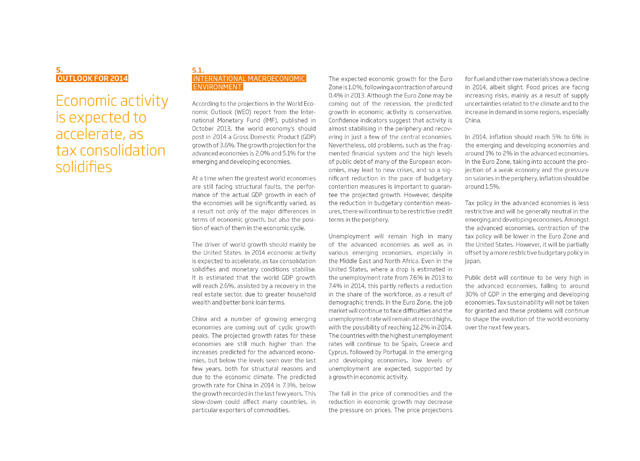 5.
OUTLOOK FOR 2014
Economic activity
is expected to
accelerate, as
tax consolidation
solidifies
5.1.
INTERNATIONAL MACROECONOMIC
ENVIRONMENT
According to the projections in the World Eco-
nomic Outlook (WEO) report from the Inter-
national Monetary Fund (IMF), published in
October 2013, the world economy's should
post in 2014 a Gross Domestic Product (GDP)
growth of 3.6%. The growth projection for the
advanced economies is 2.0% and 5.1% for the
emerging and developing economies.
At a time when the greatest world economies
are still facing structural faults, the perfor-
mance of the actual GDP growth in each of
the economies will be significantly varied, as
a result not only of the major differences in
terms of economic growth, but also the posi-
tion of each of them in the economic cycle.
The driver of world growth should mainly be
the United States. In 2014 economic activity
is expected to accelerate, as tax consolidation
solidifies and monetary conditions stabilise.
It is estimated that the world GDP growth
will reach 2.6%, assisted by a recovery in the
real estate sector, due to greater household
wealth and better bank loan terms.
China and a number of growing emerging
economies are coming out of cyclic growth
peaks. The projected growth rates for these
economies are still much higher than the
increases predicted for the advanced econo-
mies, but below the levels seen over the last
few years, both for structural reasons and
due to the economic climate. The predicted
growth rate for China in 2014 is 7.3%, below
the growth recorded in the last few years. This
slow-down could affect many countries, in
particular exporters of commodities.
The expected economic growth for the Euro
Zone is 1.0%, following a contraction of around
0.4% in 2013. Although the Euro Zone may be
coming out of the recession, the predicted
growth in economic activity is conservative.
Confidence indicators suggest that activity is
almost stabilising in the periphery and recov-
ering in just a few of the central economies.
Nevertheless, old problems, such as the frag-
mented financial system and the high levels
of public debt of many of the European econ-
omies, may lead to new crises, and so a sig-
nificant reduction in the pace of budgetary
contention measures is important to guaran-
tee the projected growth. However, despite
the reduction in budgetary contention meas-
ures, there will continue to be restrictive credit
terms in the periphery.
Unemployment will remain high in many
of the advanced economies as well as in
various emerging economies, especially in
the Middle East and North Africa. Even in the
United States, where a drop is estimated in
the unemployment rate from 7.6% in 2013 to
7.4% in 2014, this partly reflects a reduction
in the share of the workforce, as a result of
demographic trends. In the Euro Zone, the job
market will continue to face difficulties and the
unemployment rate will remain at record highs,
with the possibility of reaching 12.2% in 2014.
The countries with the highest unemployment
rates will continue to be Spain, Greece and
Cyprus, followed by Portugal. In the emerging
and developing economies, low levels of
unemployment are expected, supported by
a growth in economic activity.
The fall in the price of commodities and the
reduction in economic growth may decrease
the pressure on prices. The price projections
for fuel and other raw materials show a decline
in 2014, albeit slight. Food prices are facing
increasing risks, mainly as a result of supply
uncertainties related to the climate and to the
increase in demand in some regions, especially
China.
In 2014, inflation should reach 5% to 6% in
the emerging and developing economies and
around 1% to 2% in the advanced economies.
In the Euro Zone, taking into account the pro-
jection of a weak economy and the pressure
on salaries in the periphery, inflation should be
around 1.5%.
Tax policy in the advanced economies is less
restrictive and will be generally neutral in the
emerging and developing economies. Amongst
the advanced economies, contraction of the
tax policy will be lower in the Euro Zone and
the United States. However, it will be partially
offset by a more restrictive budgetary policy in
Japan.
Public debt will continue to be very high in
the advanced economies, falling to around
30% of GDP in the emerging and developing
economies. Tax sustainability will not be taken
for granted and these problems will continue
to shape the evolution of the world economy
over the next few years.